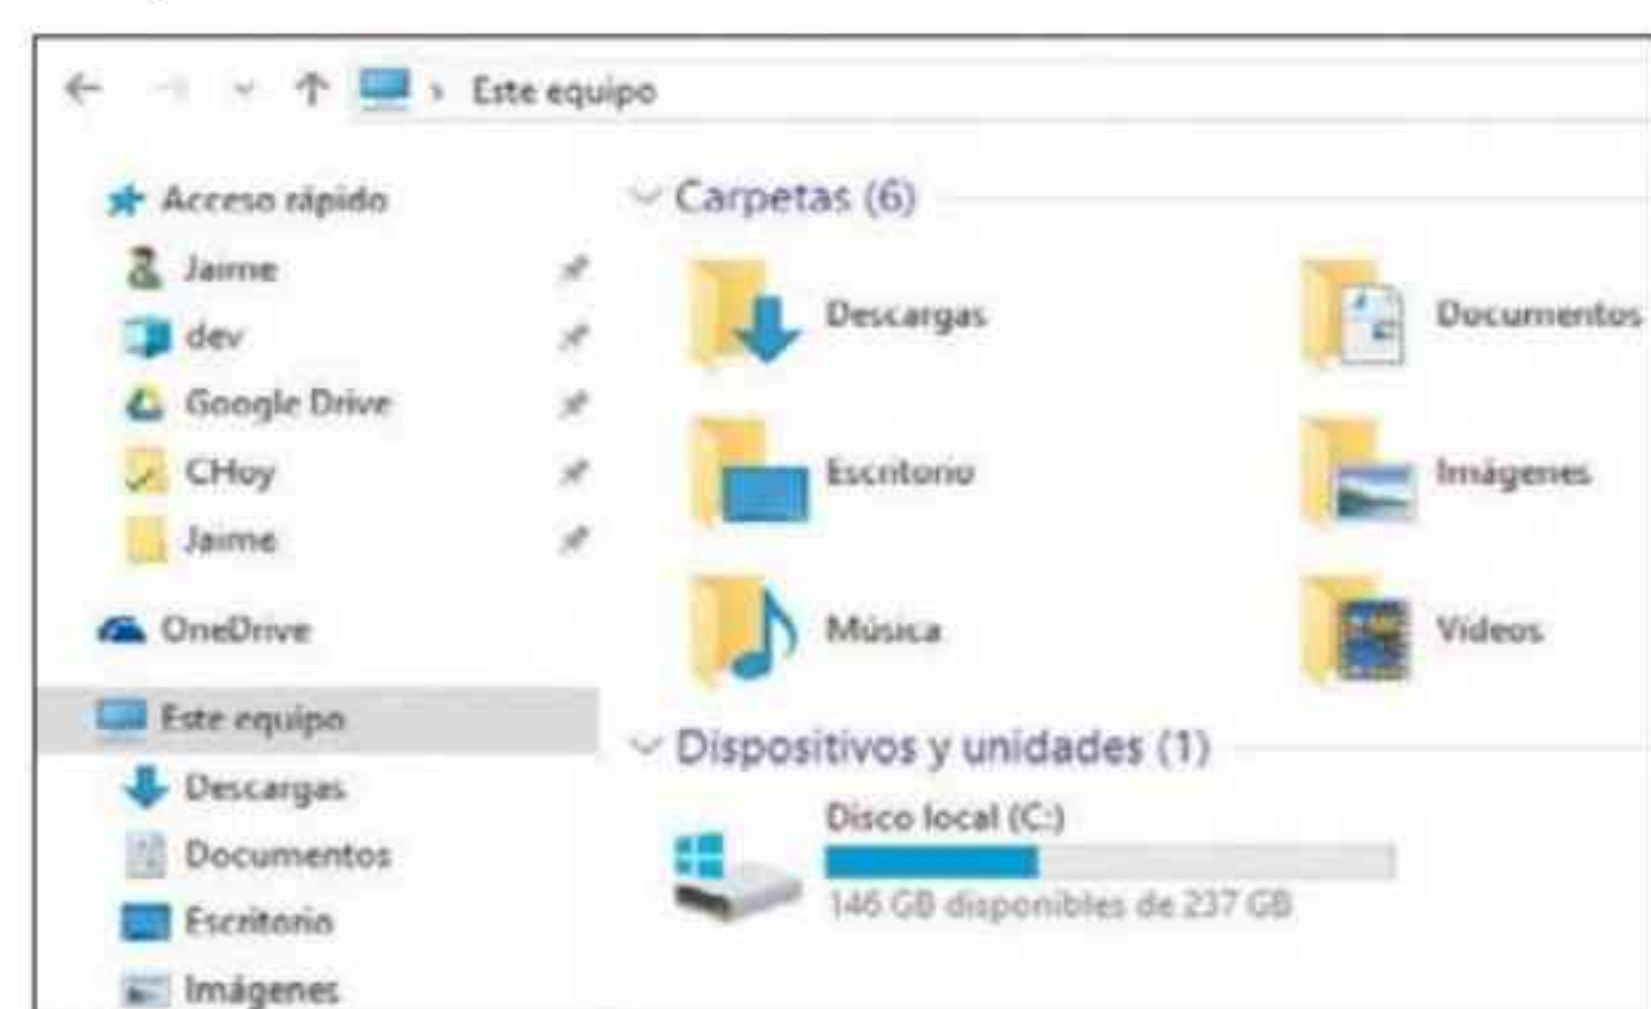 Este equipo
Acceso rápido
Jaime
dev
Google Drive
CHoy
Jaime
OneDrive
Este equipo
Descargas
Documentos
Escritorio
Imágenes
Carpetas (6)
Descargas
Documentos
Escritorio
Imágenes
Música
Vídeos
Dispositivos y unidades (1)
Disco local (C:)
146 GB disponibles de 237 GB